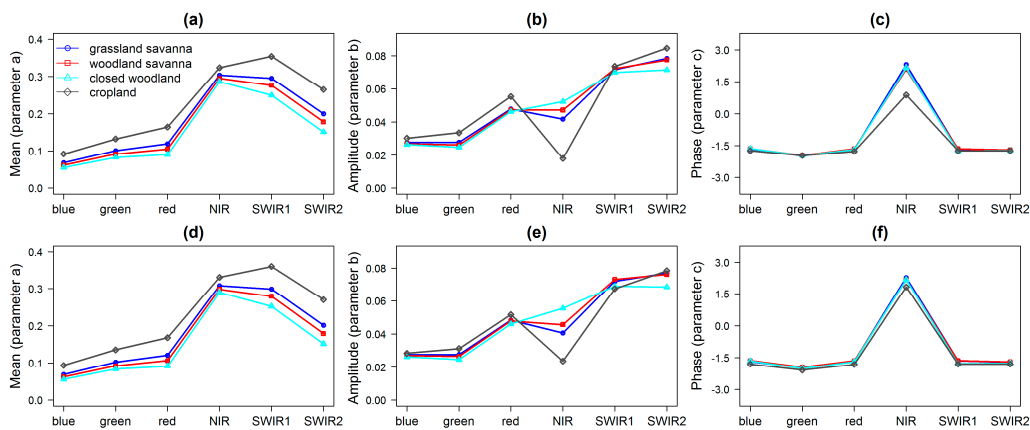 (a)
Mean (parameter a)
0.4
0.3
0.2
0.1
0.0
grassland savanna
woodland savanna
closed woodland
cropland
blue green red NIR SWIR1 SWIR2
(b)
Amplitude (parameter b)
0.08
0.06
0.04
0.02
0.00
blue green red NIR SWIR1 SWIR2
(c)
Phase (parameter c)
3.0
1.5
0.0
-1.5
-3.0
blue green red NIR SWIR1 SWIR2
(d)
Mean (parameter a)
0.4
0.3
0.2
0.1
0.0
blue green red NIR SWIR1 SWIR2
(e)
Amplitude (parameter b)
0.08
0.06
0.04
0.02
0.00
blue green red NIR SWIR1 SWIR2
(f)
Phase (parameter c)
3.0
1.5
0.0
-1.5
-3.0
blue green red NIR SWIR1 SWIR2